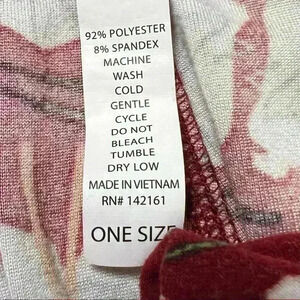 92% POLYESTER
8% SPANDEX
MACHINE
WASH
COLD
GENTLE
CYCLE
DO NOT
BLEACH
TUMBLE
DRY LOW
MADE IN VIETNAM
RN# 142161
ONE SIZE